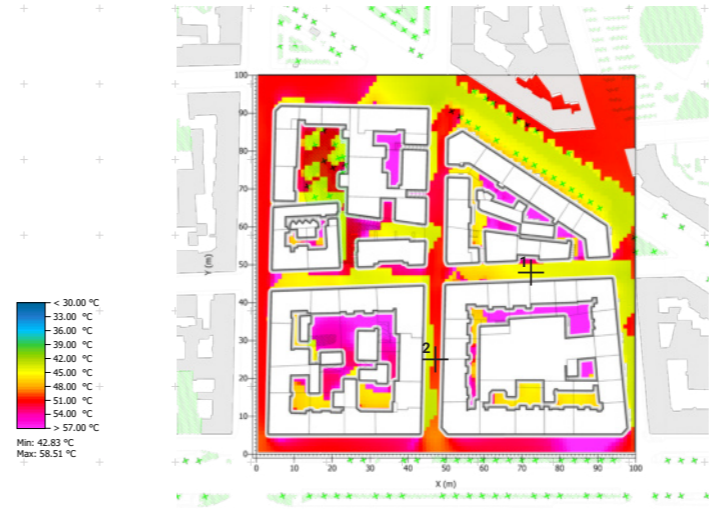 100
90
80
70
60
50
40
30
20
10
0
Y (m)
0 10 20 30 40 50 60 70 80 90 100
X (m)
1
2
< 30.00 °C
33.00 °C
36.00 °C
39.00 °C
42.00 °C
45.00 °C
48.00 °C
51.00 °C
54.00 °C
> 57.00 °C
Min: 42.83 °C
Max: 58.51 °C